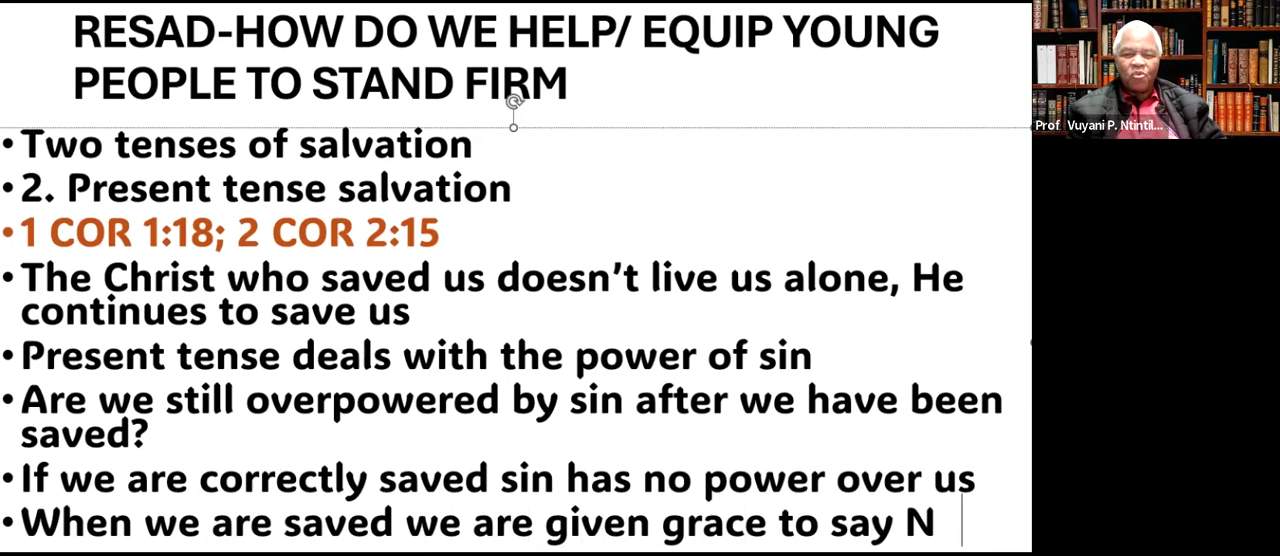 RESAD-HOW DO WE HELP/ EQUIP YOUNG
PEOPLE TO STAND FIRM
•Two tenses of salvation
•2. Present tense salvation
•1 COR 1:18; 2 COR 2:15
•The Christ who saved us doesn’t live us alone, He
continues to save us
•Present tense deals with the power of sin
•Are we still overpowered by sin after we have been
saved?
•If we are correctly saved sin has no power over us
•When we are saved we are given grace to say N
Prof Vuyani P. Ntintil...